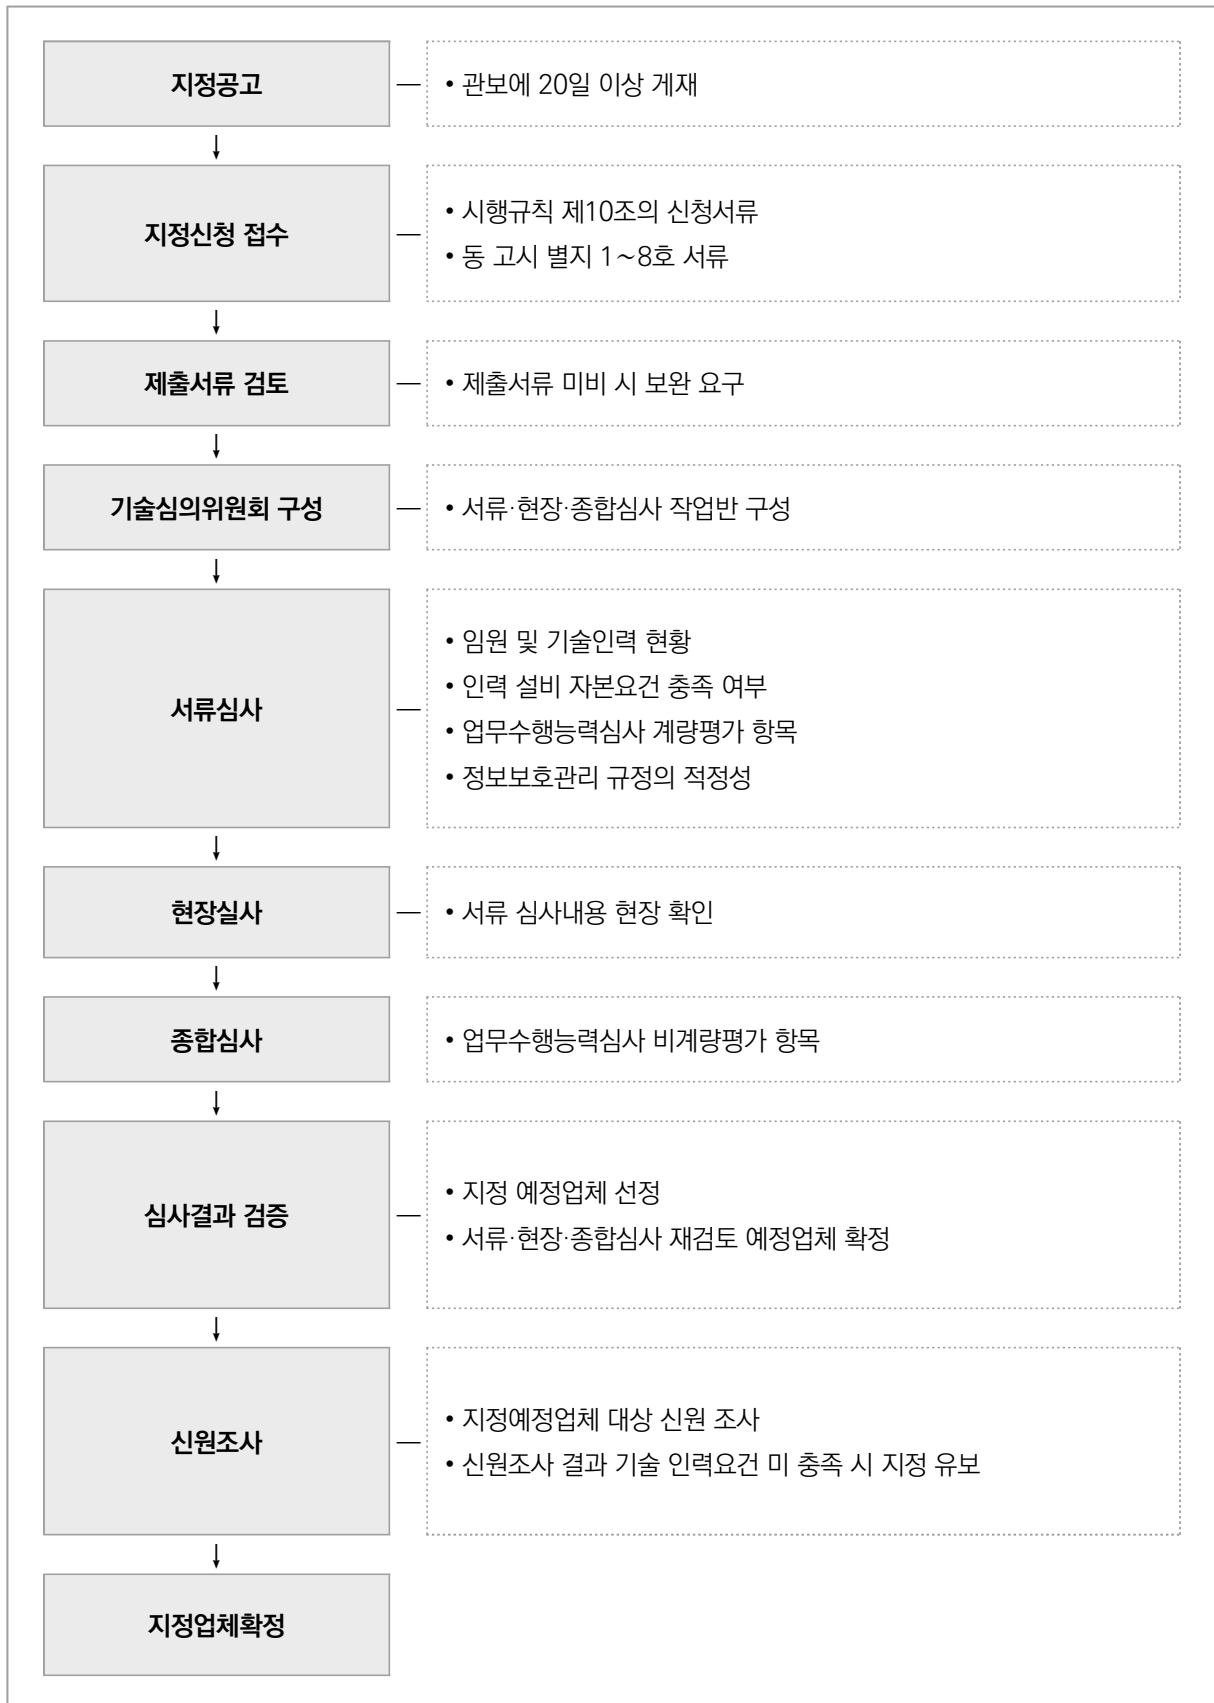 지정공고
• 관보에 20일 이상 게재
지정신청 접수
• 시행규칙 제10조의 신청서류
• 동 고시 별지 1~8호 서류
제출서류 검토
• 제출서류 미비 시 보완 요구
기술심의위원회 구성
• 서류·현장·종합심사 작업반 구성
서류심사
• 임원 및 기술인력 현황
• 인력 설비 자본요건 충족 여부
• 업무수행능력심사 계량평가 항목
• 정보보호관리 규정의 적정성
현장실사
• 서류 심사내용 현장 확인
종합심사
• 업무수행능력심사 비계량평가 항목
심사결과 검증
• 지정 예정업체 선정
• 서류·현장·종합심사 재검토 예정업체 확정
신원조사
• 지정예정업체 대상 신원 조사
• 신원조사 결과 기술 인력요건 미 충족 시 지정 유보
지정업체확정